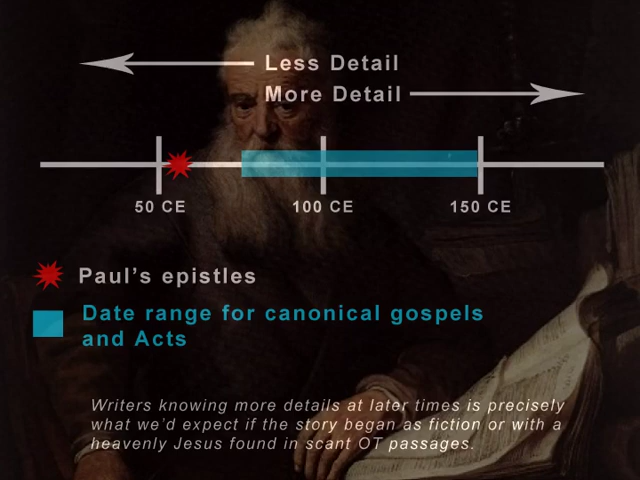 Less Detail
More Detail
50 CE 100 CE 150 CE
Paul's epistles
Date range for canonical gospels
and Acts
Writers knowing more details at later times is precisely
what we'd expect if the story began as fiction or with a
heavenly Jesus found in scant OT passages.